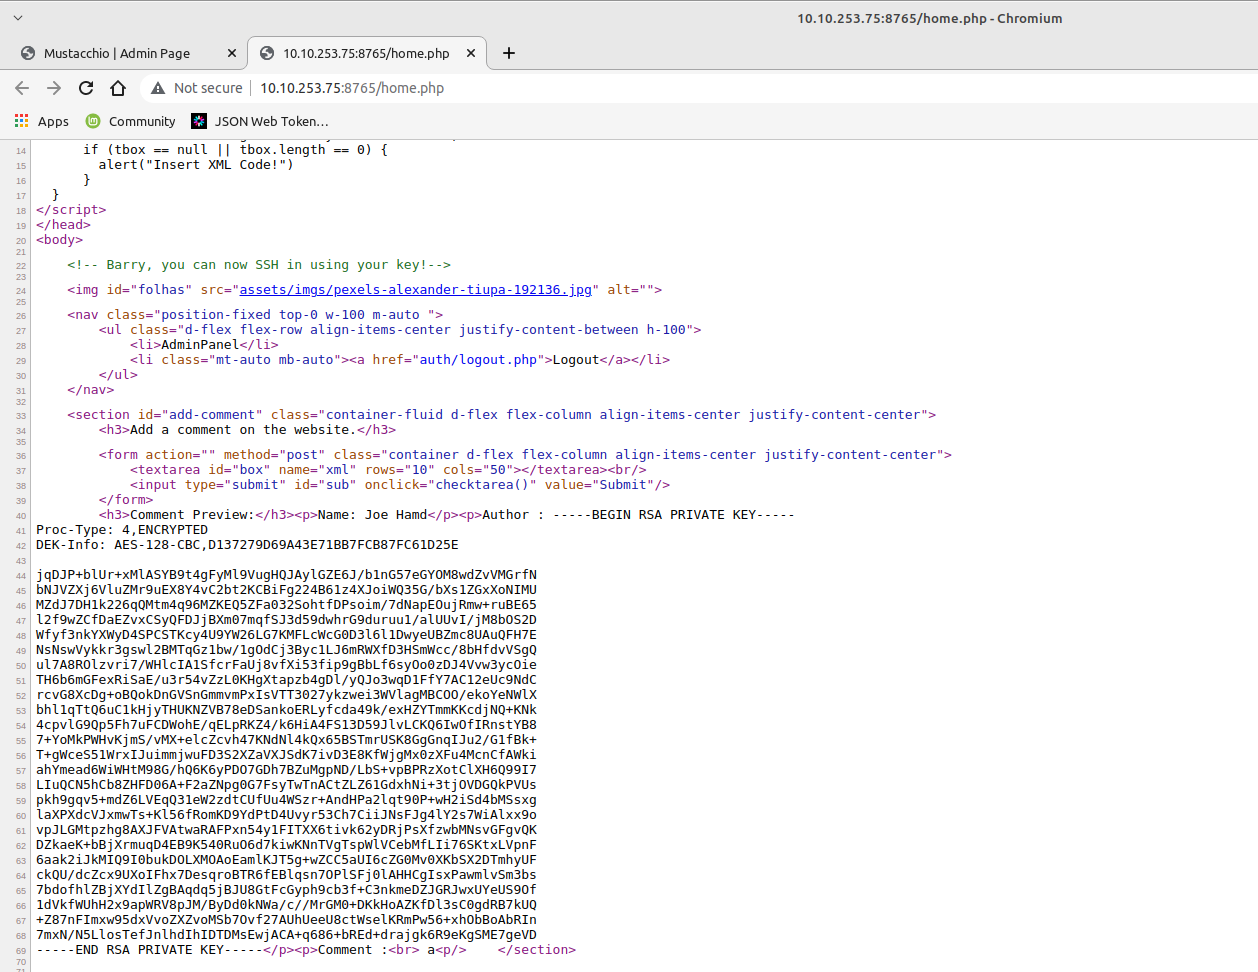 10.10.253.75:8765/home.php - Chromium
Mustacchio | Admin Page
10.10.253.75:8765/home.php
Not secure
10.10.253.75:8765/home.php
Apps
Community
JSON Web Token…
14 if (tbox == null || tbox.length == 0) {
15 alert("Insert XML Code!")
16 }
17 }
18 </script>
19 </head>
20 <body>
21
22 <!-- Barry, you can now SSH in using your key!-->
23
24 <img id="folhas" src="assets/imgs/pexels-alexander-tiupa-192136.jpg" alt="">
25
26 <nav class="position-fixed top-0 w-100 m-auto ">
27 <ul class="d-flex flex-row align-items-center justify-content-between h-100">
28 <li>AdminPanel</li>
29 <li class="mt-auto mb-auto"><a href="auth/logout.php">Logout</a></li>
30 </ul>
31 </nav>
32
33 <section id="add-comment" class="container-fluid d-flex flex-column align-items-center justify-content-center">
34 <h3>Add a comment on the website.</h3>
35
36 <form action="" method="post" class="container d-flex flex-column align-items-center justify-content-center">
37 <textarea id="box" name="xml" rows="10" cols="50"></textarea><br/>
38 <input type="submit" id="sub" onclick="checktarea()" value="Submit"/>
39 </form>
40 <h3>Comment Preview:</h3><p>Name: Joe Hamd</p><p>Author : -----BEGIN RSA PRIVATE KEY-----
41 Proc-Type: 4,ENCRYPTED
42 DEK-Info: AES-128-CBC,D137279D69A43E71BB7FCB87FC61D25E
43
44 jqDJP+blUr+xMlASYB9t4gFyMl9VugHQJAylGZE6J/b1nG57eGYOM8wdZvVMGrfN
45 bNJVZXj6VluZMr9uEX8Y4vC2bt2KCBiFg224B61z4XJoiWQ35G/bXs1ZGxXoNIMU
46 MZdJ7DH1k226qQMtm4q96MZKEQ5ZFa032SohtfDPsoim/7dNapEOujRmw+ruBE65
47 l2f9wZCfDaEZvxCSyQFDJjBXm07mqfSJ3d59dwhrG9duruu1/alUUvI/jM8bOS2D
48 Wfyf3nkYXWyD4SPCSTKcy4U9YW26LG7KMFLcWcG0D3l6l1DwyeUBZmc8UAuQFH7E
49 NsNswVykkr3gswl2BMTqGz1bw/1gOdCj3Byc1LJ6mRWXfD3HSmWcc/8bHfdvVSgQ
50 ul7A8ROlzvri7/WHlcIA1SfcrFaUj8vfXi53fip9gBbLf6syOo0zDJ4Vvw3ycOie
51 TH6b6mGFexRiSaE/u3r54vZzL0KHgXtapzb4gDl/yQJo3wqD1FfY7AC12eUc9NdC
52 rcvG8XcDg+oBQokDnGVSnGmmvmPxIsVTT3027ykzwei3WVlagMBCOO/ekoYeNWlX
53 bhl1qTtQ6uC1kHjyTHUKNZVB78eDSankoERLyfcda49k/exHZYTmmKKcdjNQ+KNk
54 4cpvlG9Qp5Fh7uFCDWohE/qELpRKZ4/k6HiA4FS13D59JlvLCKQ6IwOfIRnstYB8
55 7+YoMkPWHvKjmS/vMX+elcZcvh47KNdNl4kQx65BSTmrUSK8GgGnqIJu2/G1fBk+
56 T+gWceS51WrxIJuimmjwuFD3S2XZaVXJSdK7ivD3E8KfWjgMx0zXFu4McnCfAWki
57 ahYmead6WiWHtM98G/hQ6K6yPDO7GDh7BZuMgpND/LbS+vpBPRzXotClXH6Q99I7
58 LIuQCN5hCb8ZHFD06A+F2aZNpg0G7FsyTwTnACtZLZ61GdxhNi+3tjOVDGQkPVUs
59 pkh9gqv5+mdZ6LVEqQ31eW2zdtCUfUu4WSzr+AndHPa2lqt90P+wH2iSd4bMSsxg
60 laXPXdcVJxmwTs+Kl56fRomKD9YdPtD4Uvyr53Ch7CiiJNsFJg4lY2s7WiAlxx9o
61 vpJLGMtpzhg8AXJFVAtwaRAFPxn54y1FITXX6tivk62yDRjPsXfzwbMNsvGFgvQK
62 DZkaeK+bBjXrmuqD4EB9K540RuO6d7kiwKNnTVgTspWlVCebMfLIi76SKtxLVpnF
63 6aak2iJkMIQ9I0bukDOLXMOAoEamlKJT5g+wZCC5aUI6cZG0Mv0XKbSX2DTmhyUF
64 ckQU/dcZcx9UXoIFhx7DesqroBTR6fEBlqsn7OPlSFj0lAHHCgIsxPawmlvSm3bs
65 7bdofhlZBjXYdIlZgBAqdq5jBJU8GtFcGyph9cb3f+C3nkmeDZJGRJwxUYeUS9Of
66 1dVkfWUhH2x9apWRV8pJM/ByDd0kNWa/c//MrGM0+DKkHoAZKfDl3sC0gdRB7kUQ
67 +Z87nFImxw95dxVvoZXZvoMSb7Ovf27AUhUeeU8ctWselKRmPw56+xhObBoAbRIn
68 7mxN/N5LlosTefJnlhdIhIDTDMsEwjACA+q686+bREd+drajgk6R9eKgSME7geVD
69 -----END RSA PRIVATE KEY-----</p><p>Comment :<br> a<p/> </section>
70